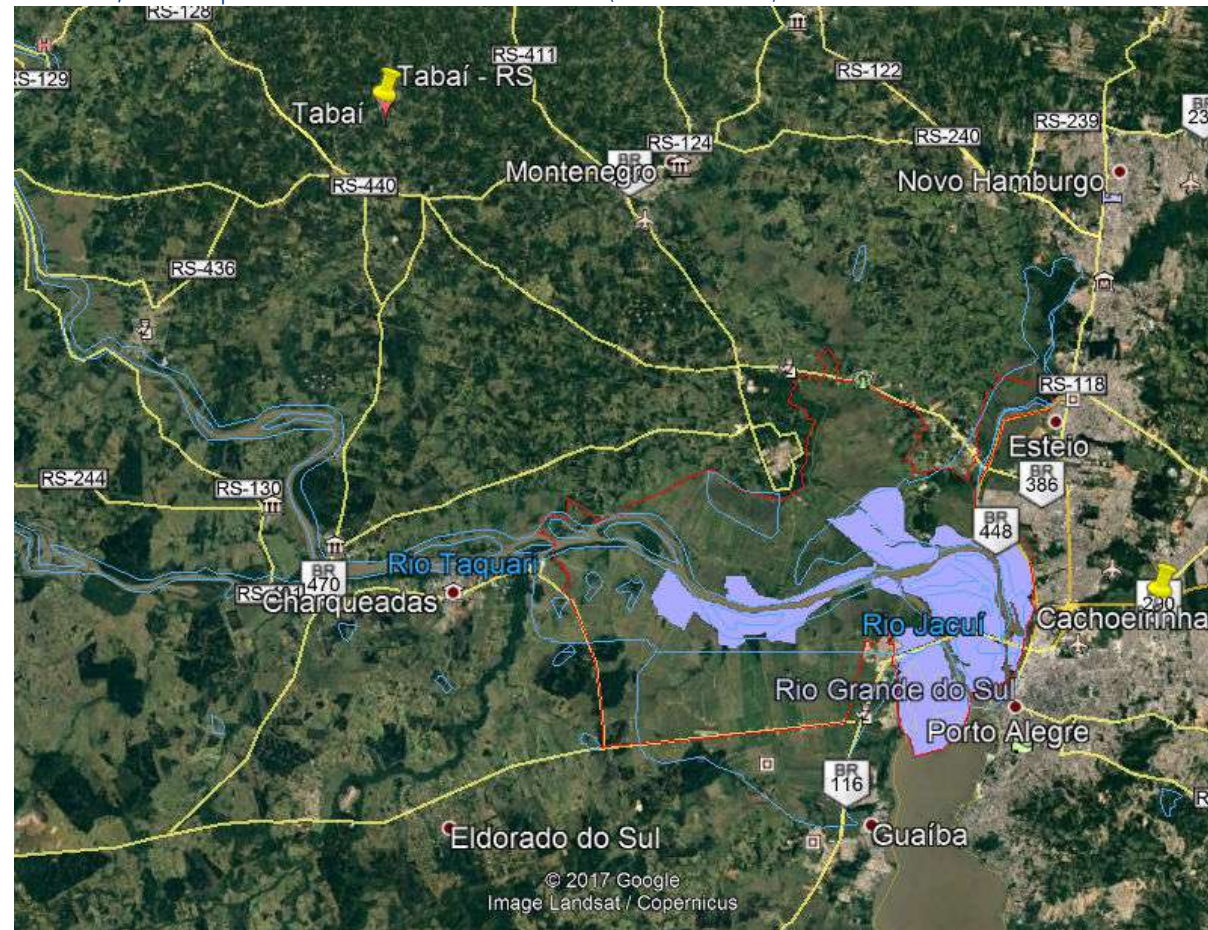 RS-128
RS-411
RS-129
Tabaí - RS
RS-122
Tabaí
RS-239
BR
RS-240
RS-124
BR
Montenegro
Novo Hamburgo
RS-440
RS-436
RS-118
Esteio
BR
386
RS-244
RS-130
BR
448
Rio Taquari
BR
470
Charqueadas
290
Cachoeirinha
Rio Jacuí
Rio Grande do Sul
Porto Alegre
BR
116
Eldorado do Sul
Guaíba
© 2017 Google
Image Landsat / Copernicus